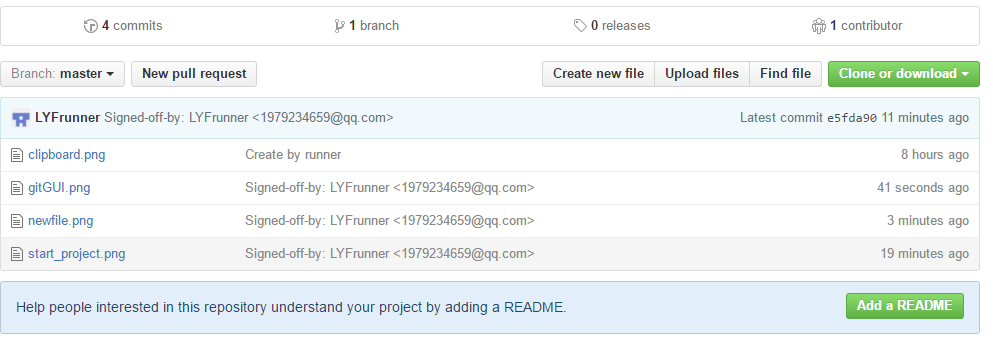 4 commits 1 branch 0 releases 1 contributor
Branch: master New pull request Create new file Upload files Find file Clone or download
LYFrunner Signed-off-by: LYFrunner <1979234659@qq.com> Latest commit e5fda90 11 minutes ago
clipboard.png Create by runner 8 hours ago
gitGUI.png Signed-off-by: LYFrunner <1979234659@qq.com> 41 seconds ago
newfile.png Signed-off-by: LYFrunner <1979234659@qq.com> 3 minutes ago
start_project.png Signed-off-by: LYFrunner <1979234659@qq.com> 19 minutes ago
Help people interested in this repository understand your project by adding a README. Add a README